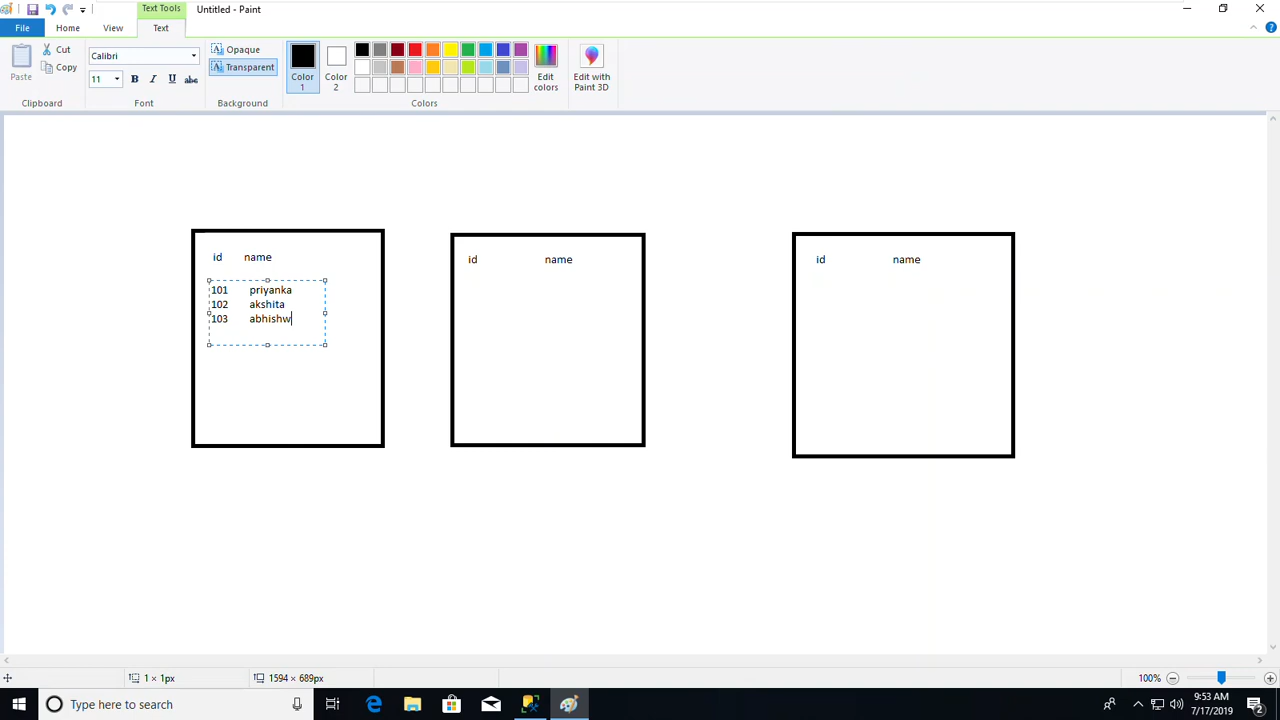 Text Tools
Untitled - Paint
File
Home
View
Text
Paste
Cut
Copy
Clipboard
Calibri
11
B
I
U
abc
Font
Opaque
Transparent
Background
Color 1
Color 2
Edit colors
Colors
Edit with Paint 3D
id name
101 priyanka
102 akshita
103 abhishw
id name
id name
1 × 1px
1594 × 689px
100%
Type here to search
9:53 AM
7/17/2019
2